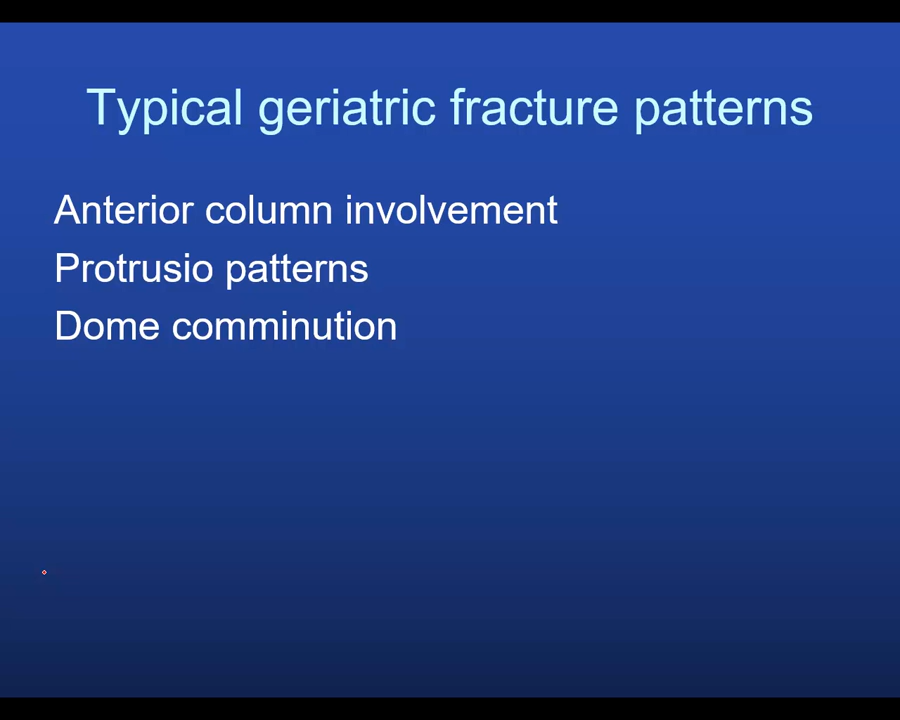 Typical geriatric fracture patterns
Anterior column involvement
Protrusio patterns
Dome comminution